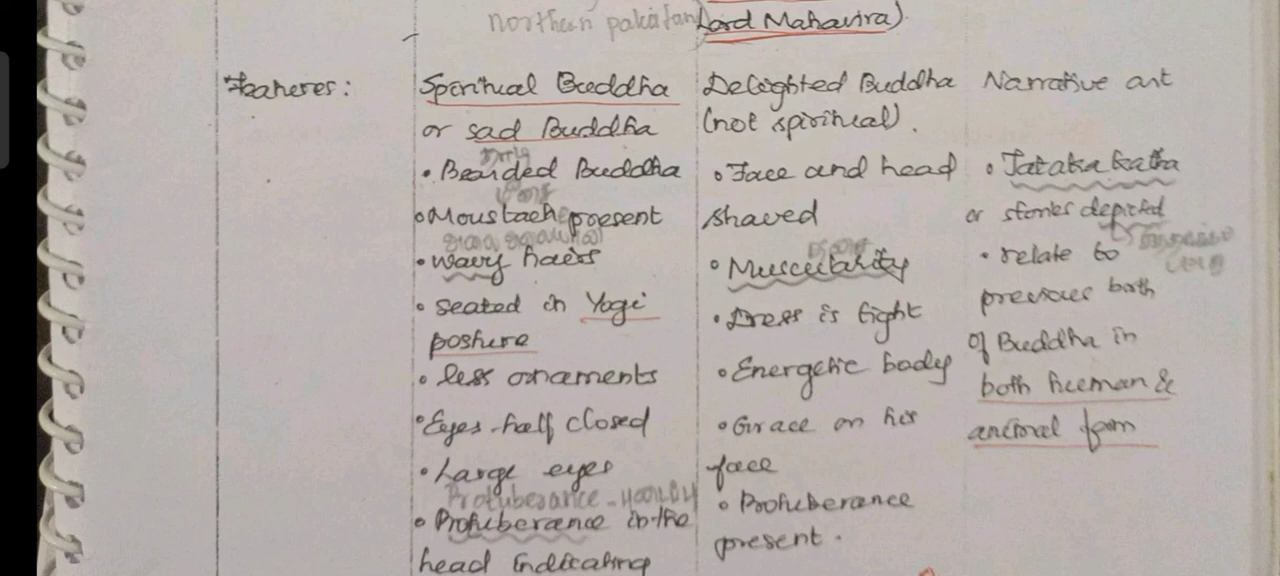 northern pakistan Lord Mahavira).
Features: Spiritual Buddha Delighted Buddha Narrative art
or sad Buddha (not spiritual).
• Bearded Buddha • Face and head • Jataka katha
• Moustache present shaved or stories depicted
• wavy hairs • Muscularity • relate to
• seated in Yogi • Dress is tight previous birth
posture • Energetic body of Buddha in
• less ornaments • Grace on his both human &
• Eyes-half closed face animal form
• Large eyes • Protuberance
Protuberance - present.
• Protuberance in the
head indicating